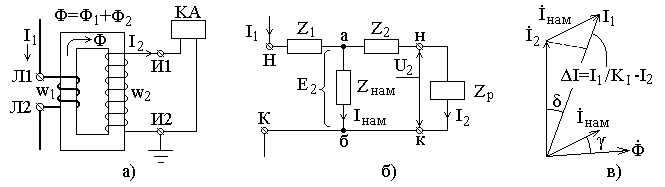 Ф=Ф₁+Ф₂
КА
I₁
Ф
I₂
Л1
И1
w₁
w₂
Л2
И2
а)
I₁
Z₁
а
Z₂
н
Н
E₂
Zнам
U₂
Zр
Iнам
I₂
К
б
к
б)
İнам
I₁
İ₂
ΔI=I₁/K_I-I₂
δ
İнам
γ
Ф̇
в)